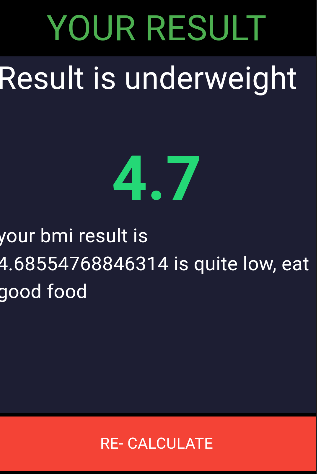 YOUR RESULT
Result is underweight
4.7
your bmi result is
4.68554768846314 is quite low, eat
good food
RE- CALCULATE